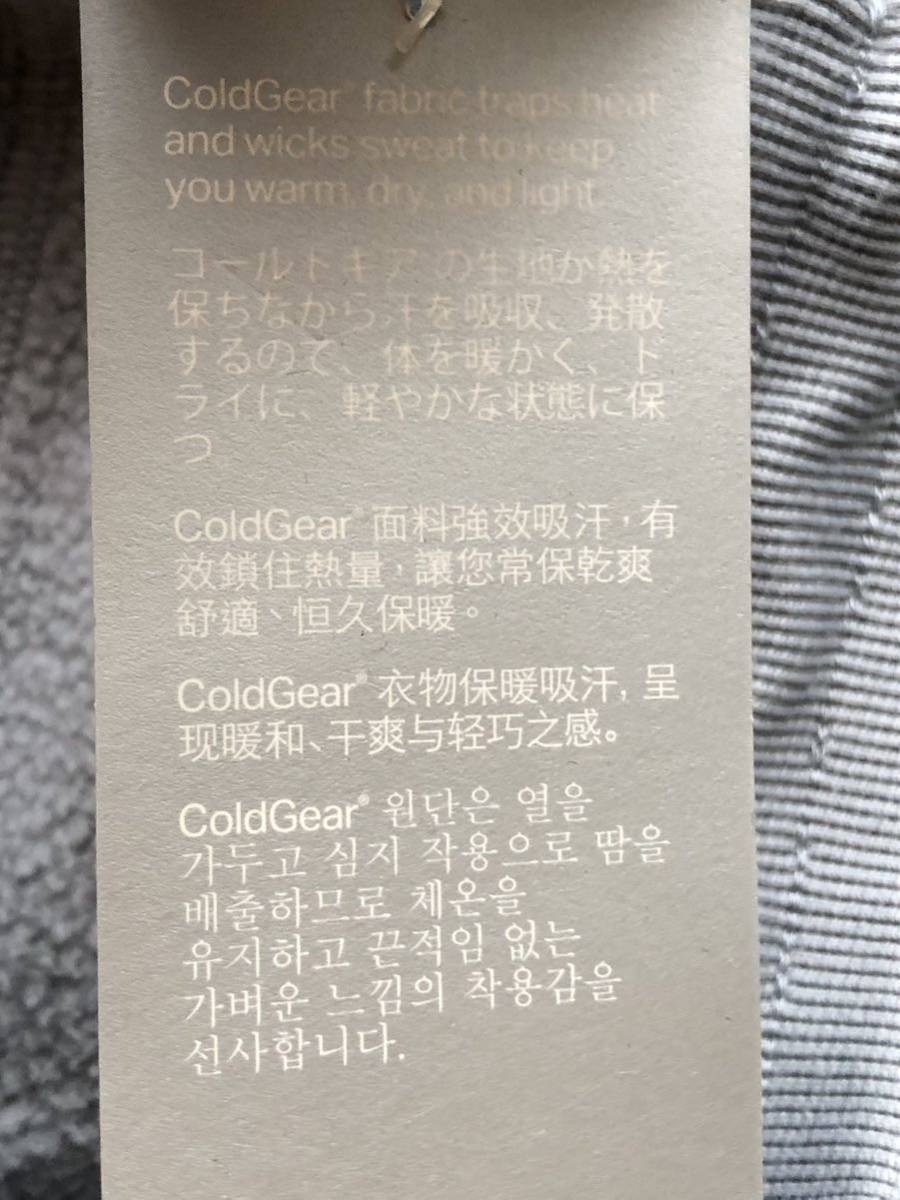 ColdGear® fabric traps heat
and wicks sweat to keep
you warm, dry, and light.
コールドギア®の生地が熱を
保ちながら汗を吸収、発散
するので、体を暖かく、ド
ライに、軽やかな状態に保
つ
ColdGear® 面料強效吸汗，有
效鎖住熱量，讓您常保乾爽
舒適、恒久保暖。
ColdGear® 衣物保暖吸汗, 呈
现暖和、干爽与轻巧之感。
ColdGear® 원단은 열을
가두고 심지 작용으로 땀을
배출하므로 체온을
유지하고 끈적임 없는
가벼운 느낌의 착용감을
선사합니다.